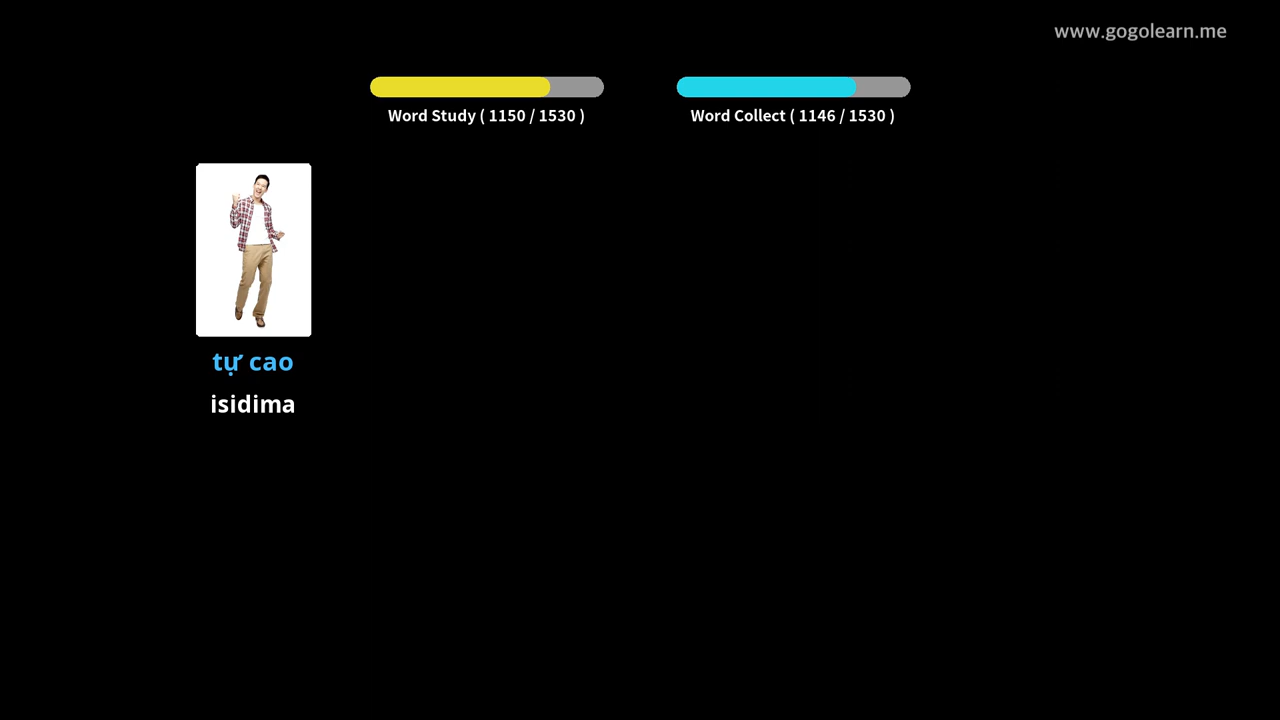 www.gogolearn.me
Word Study ( 1150 / 1530 )
Word Collect ( 1146 / 1530 )
tự cao
isidima